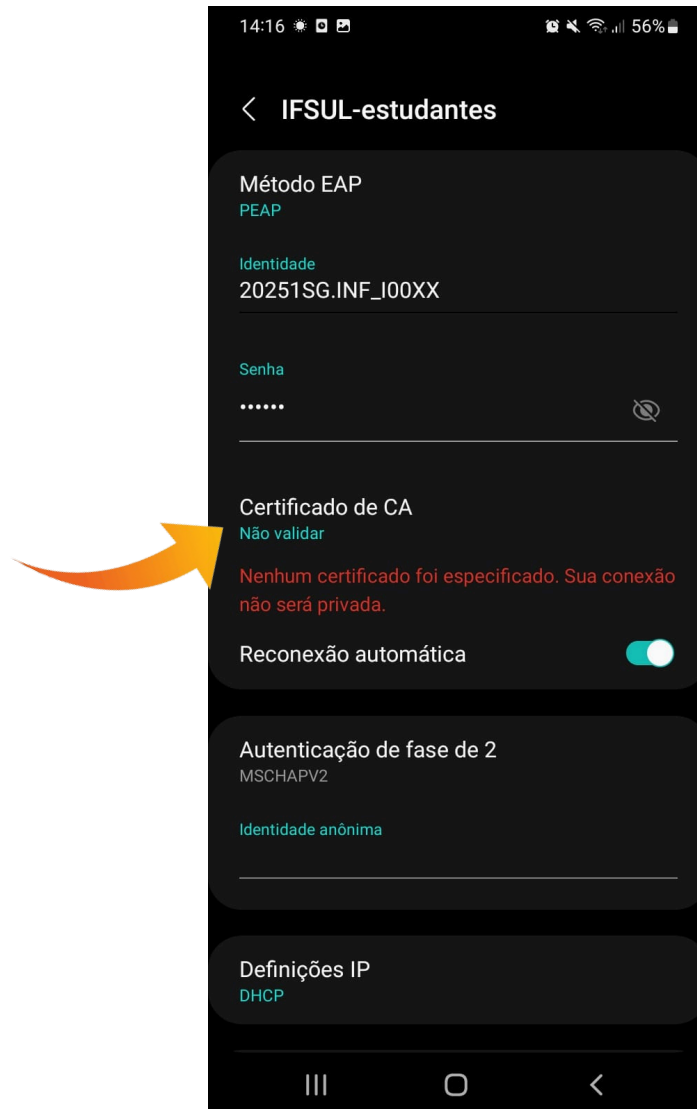 14:16
56%
IFSUL-estudantes
Método EAP
PEAP
Identidade
20251SG.INF_I00XX
Senha
••••••
Certificado de CA
Não validar
Nenhum certificado foi especificado. Sua conexão
não será privada.
Reconexão automática
Autenticação de fase de 2
MSCHAPV2
Identidade anônima
Definições IP
DHCP